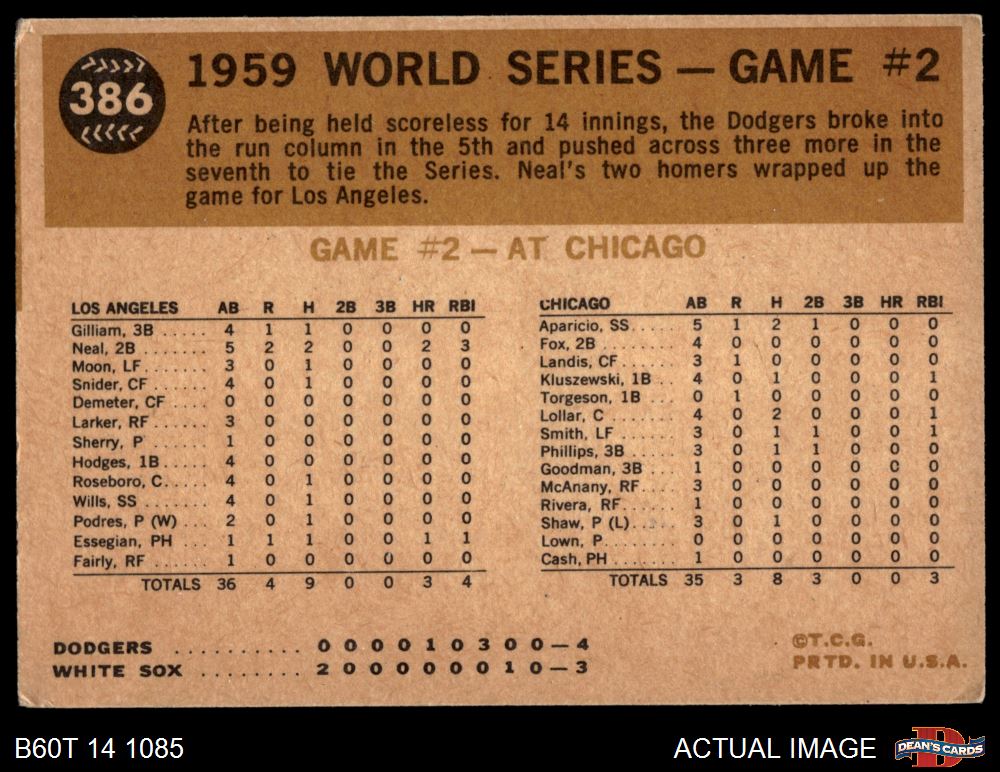 386
1959 WORLD SERIES — GAME #2
After being held scoreless for 14 innings, the Dodgers broke into
the run column in the 5th and pushed across three more in the
seventh to tie the Series. Neal's two homers wrapped up the
game for Los Angeles.
GAME #2 — AT CHICAGO
LOS ANGELES AB R H 2B 3B HR RBI
Gilliam, 3B ..... 4 1 1 0 0 0 0
Neal, 2B ........ 5 2 2 0 0 2 3
Moon, LF ....... 3 0 1 0 0 0 0
Snider, CF ...... 4 0 1 0 0 0 0
Demeter, CF .... 0 0 0 0 0 0 0
Larker, RF ...... 3 0 0 0 0 0 0
Sherry, P ....... 1 0 0 0 0 0 0
Hodges, 1B ..... 4 0 0 0 0 0 0
Roseboro, C..... 4 0 1 0 0 0 0
Wills, SS ....... 4 0 1 0 0 0 0
Podres, P (W) ... 2 0 1 0 0 0 0
Essegian, PH ... 1 1 1 0 0 1 1
Fairly, RF ...... 1 0 0 0 0 0 0
TOTALS 36 4 9 0 0 3 4
CHICAGO AB R H 2B 3B HR RBI
Aparicio, SS..... 5 1 2 1 0 0 0
Fox, 2B ........ 4 0 0 0 0 0 0
Landis, CF...... 3 1 0 0 0 0 0
Kluszewski, 1B .. 4 0 1 0 0 0 1
Torgeson, 1B ... 0 1 0 0 0 0 0
Lollar, C ....... 4 0 2 0 0 0 1
Smith, LF ...... 3 0 1 1 0 0 1
Phillips, 3B ..... 3 0 1 1 0 0 0
Goodman, 3B ... 1 0 0 0 0 0 0
McAnany, RF.... 3 0 0 0 0 0 0
Rivera, RF...... 1 0 0 0 0 0 0
Shaw, P (L)..... 3 0 1 0 0 0 0
Lown, P........ 0 0 0 0 0 0 0
Cash, PH ...... 1 0 0 0 0 0 0
TOTALS 35 3 8 3 0 0 3
DODGERS .......... 0 0 0 0 1 0 3 0 0—4
WHITE SOX ........ 2 0 0 0 0 0 0 1 0—3
©T.C.G.
PRTD. IN U.S.A.
B60T 14 1085
ACTUAL IMAGE
D
DEAN'S CARDS